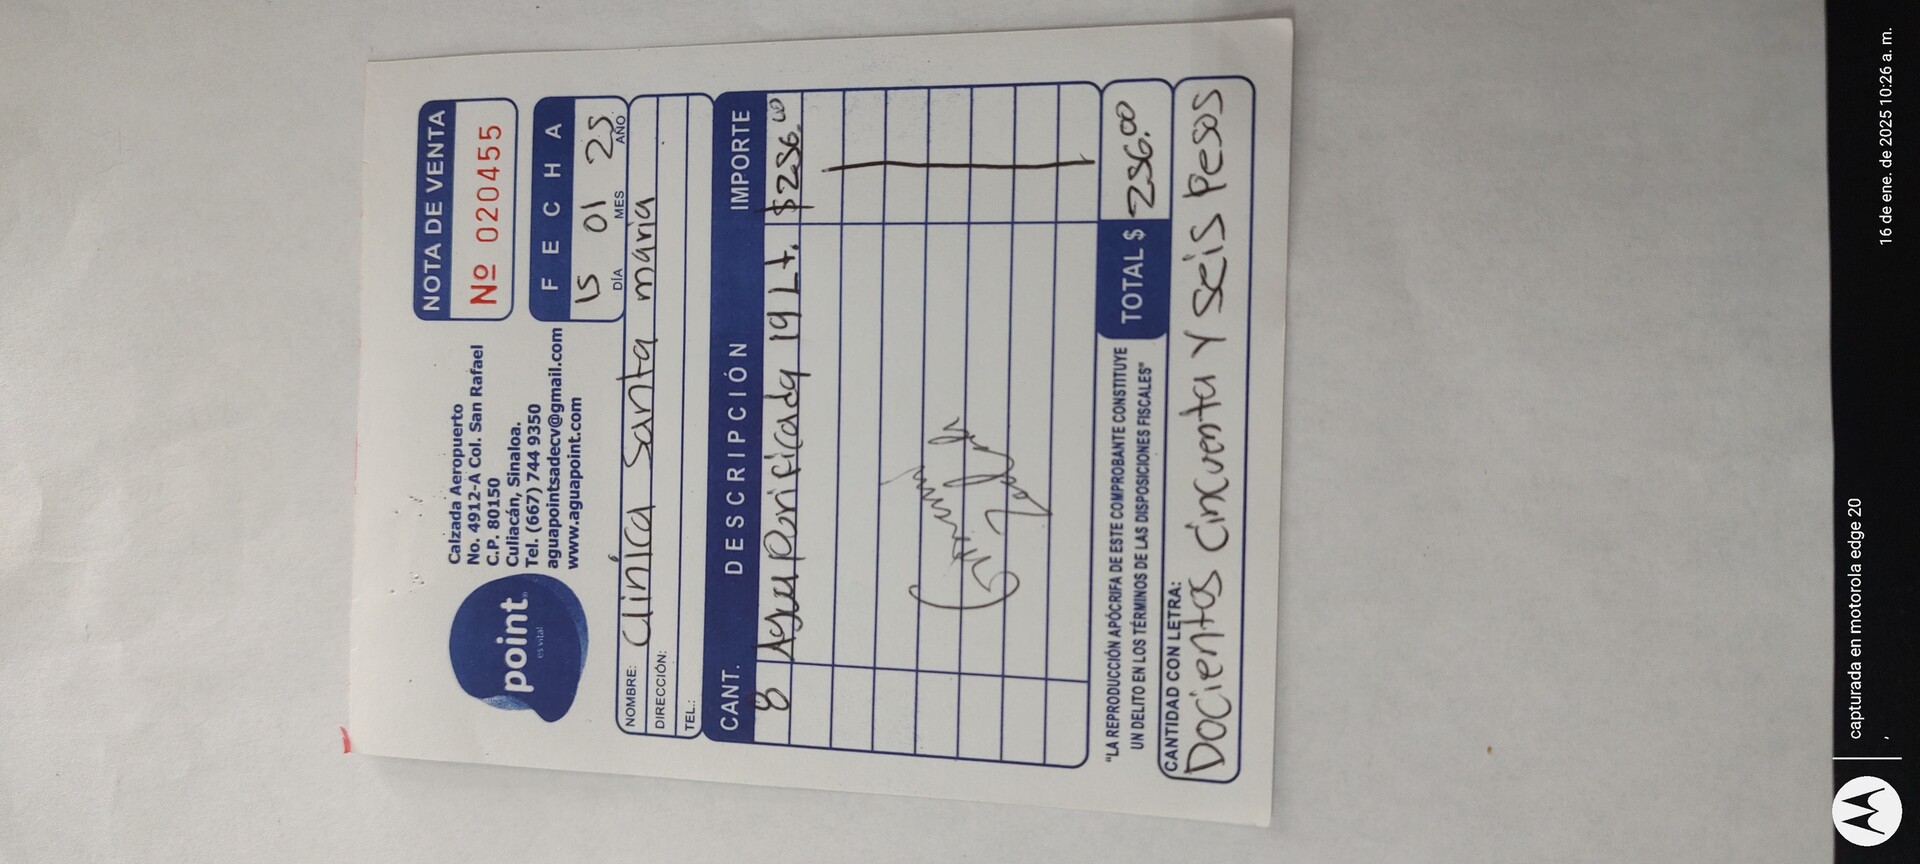 point
es vital
Calzada Aeropuerto
No. 4912-A Col. San Rafael
C.P. 80150
Culiacán, Sinaloa.
Tel. (667) 744 9350
aguapointsadecv@gmail.com
www.aguapoint.com
NOTA DE VENTA
Nº 020455
FECHA
15 01 25
DÍA MES AÑO
NOMBRE: Clinica Santa maria
DIRECCIÓN:
TEL.:
CANT. DESCRIPCIÓN IMPORTE
8 Agua Purificada 19 Lt. $256.00
TOTAL $ 256.00
"LA REPRODUCCIÓN APÓCRIFA DE ESTE COMPROBANTE CONSTITUYE
UN DELITO EN LOS TÉRMINOS DE LAS DISPOSICIONES FISCALES"
CANTIDAD CON LETRA:
Docientos Cincuenta Y Seis Pesos
capturada en motorola edge 20
,
16 de ene. de 2025 10:26 a. m.